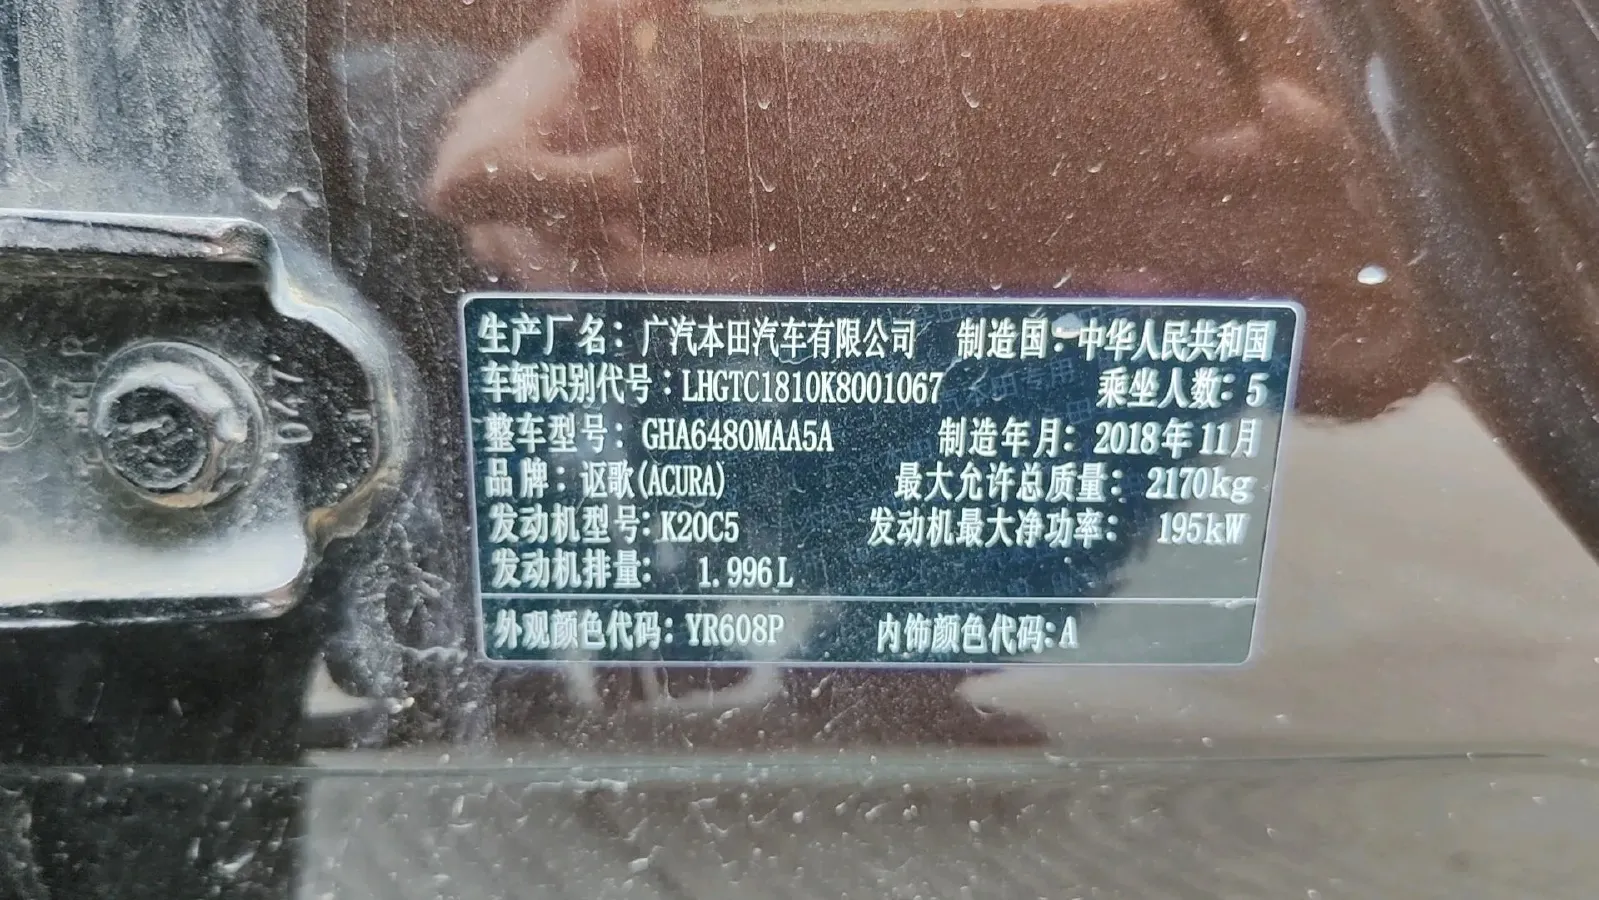 生产厂名：广汽本田汽车有限公司 制造国：中华人民共和国
车辆识别代号：LHGTC1810K8001067 乘坐人数：5
整车型号：GHA6480MAA5A 制造年月：2018年11月
品牌：讴歌(ACURA) 最大允许总质量：2170kg
发动机型号：K20C5 发动机最大净功率：195kW
发动机排量：1.996L
外观颜色代码：YR608P 内饰颜色代码：A